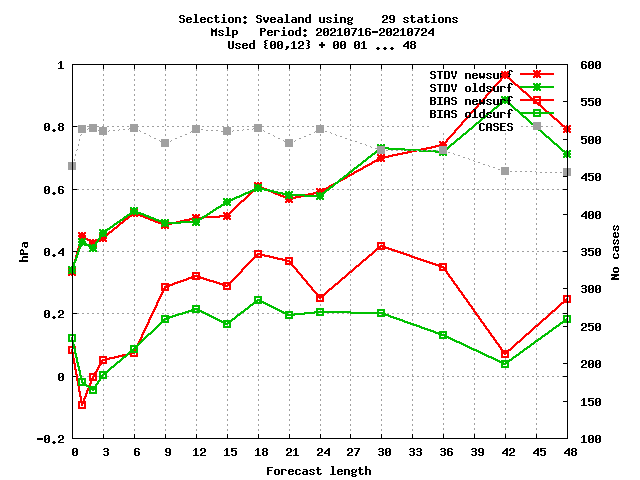 Selection: Svealand using    29 stations
Mslp   Period: 20210716-20210724
Used {00,12} + 00 01 ... 48
STDV newsurf
STDV oldsurf
BIAS newsurf
BIAS oldsurf
CASES
1
0.8
0.6
0.4
0.2
0
-0.2
hPa
600
550
500
450
400
350
300
250
200
150
100
No cases
0 3 6 9 12 15 18 21 24 27 30 33 36 39 42 45 48
Forecast length